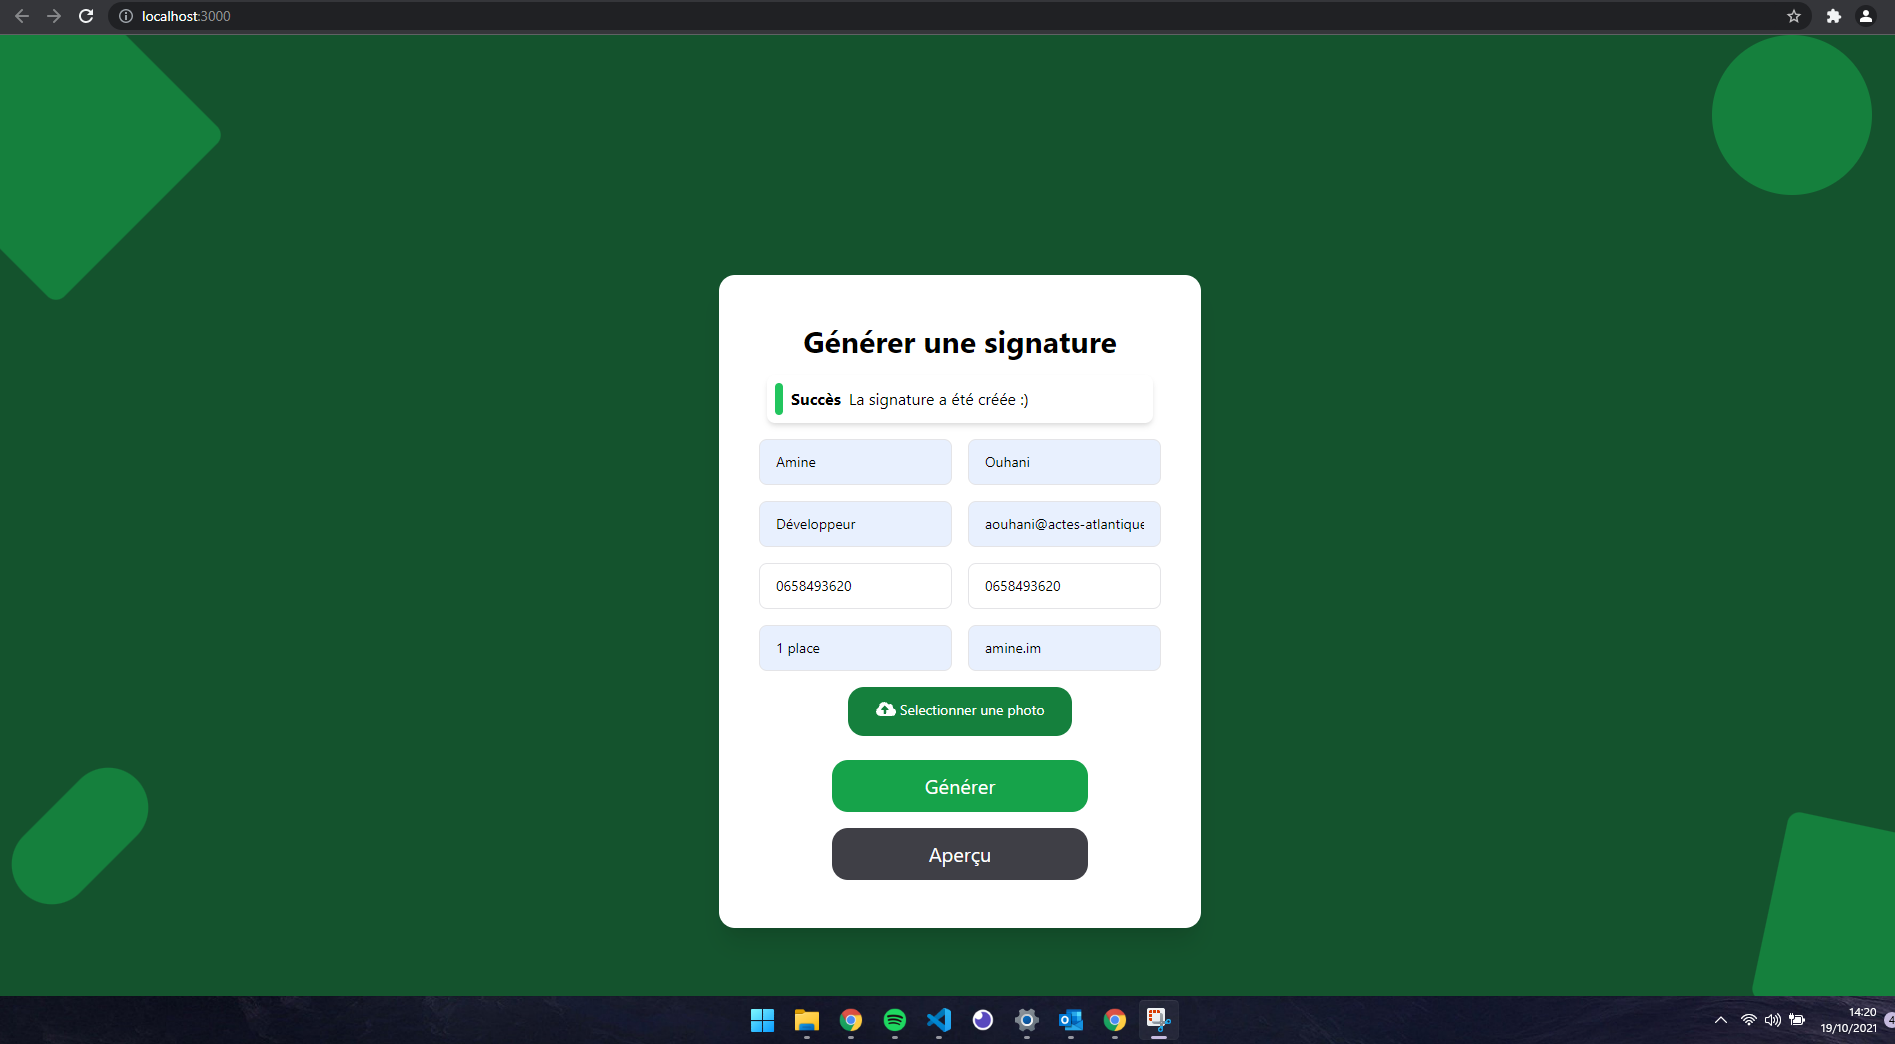 localhost:3000
Générer une signature
Succès La signature a été créée :)
Amine
Ouhani
Développeur
aouhani@actes-atlantique
0658493620
0658493620
1 place
amine.im
Selectionner une photo
Générer
Aperçu
14:20
19/10/2021
4